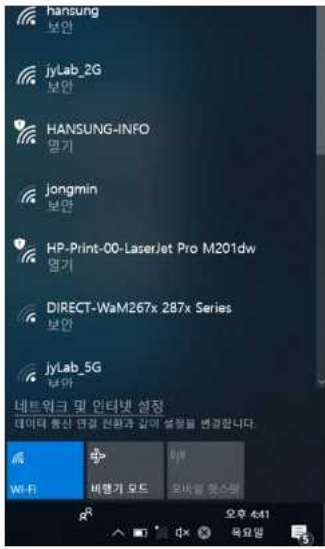 hansung
보안
jyLab_2G
보안
HANSUNG-INFO
열기
jongmin
보안
HP-Print-00-LaserJet Pro M201dw
열기
DIRECT-WaM267x 287x Series
보안
jyLab_5G
보안
네트워크 및 인터넷 설정
데이터 통신 연결 전환과 같이 설정을 변경합니다.
Wi-Fi
비행기 모드
모바일 핫스팟
오후 4:41
목요일
5